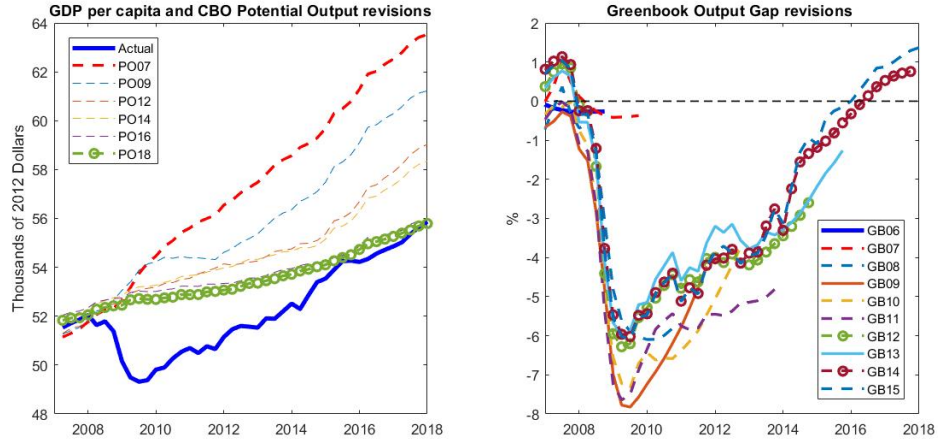 GDP per capita and CBO Potential Output revisions
64
62
60
58
56
54
52
50
48
Thousands of 2012 Dollars
Actual
PO07
PO09
PO12
PO14
PO16
PO18
2008
2010
2012
2014
2016
2018
Greenbook Output Gap revisions
2
1
0
-1
-2
-3
-4
-5
-6
-7
-8
%
GB06
GB07
GB08
GB09
GB10
GB11
GB12
GB13
GB14
GB15
2008
2010
2012
2014
2016
2018